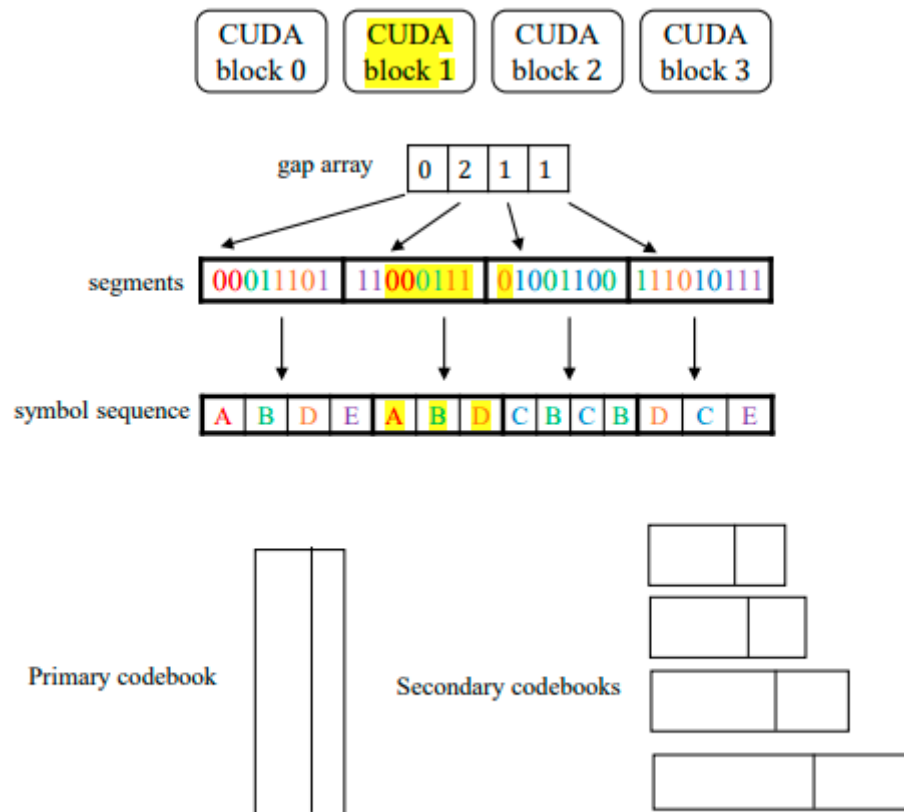 CUDA block 0
CUDA block 1
CUDA block 2
CUDA block 3
gap array 0 2 1 1
segments 00011101 11000111 01001100 111010111
symbol sequence A B D E A B D C B C B D C E
Primary codebook
Secondary codebooks